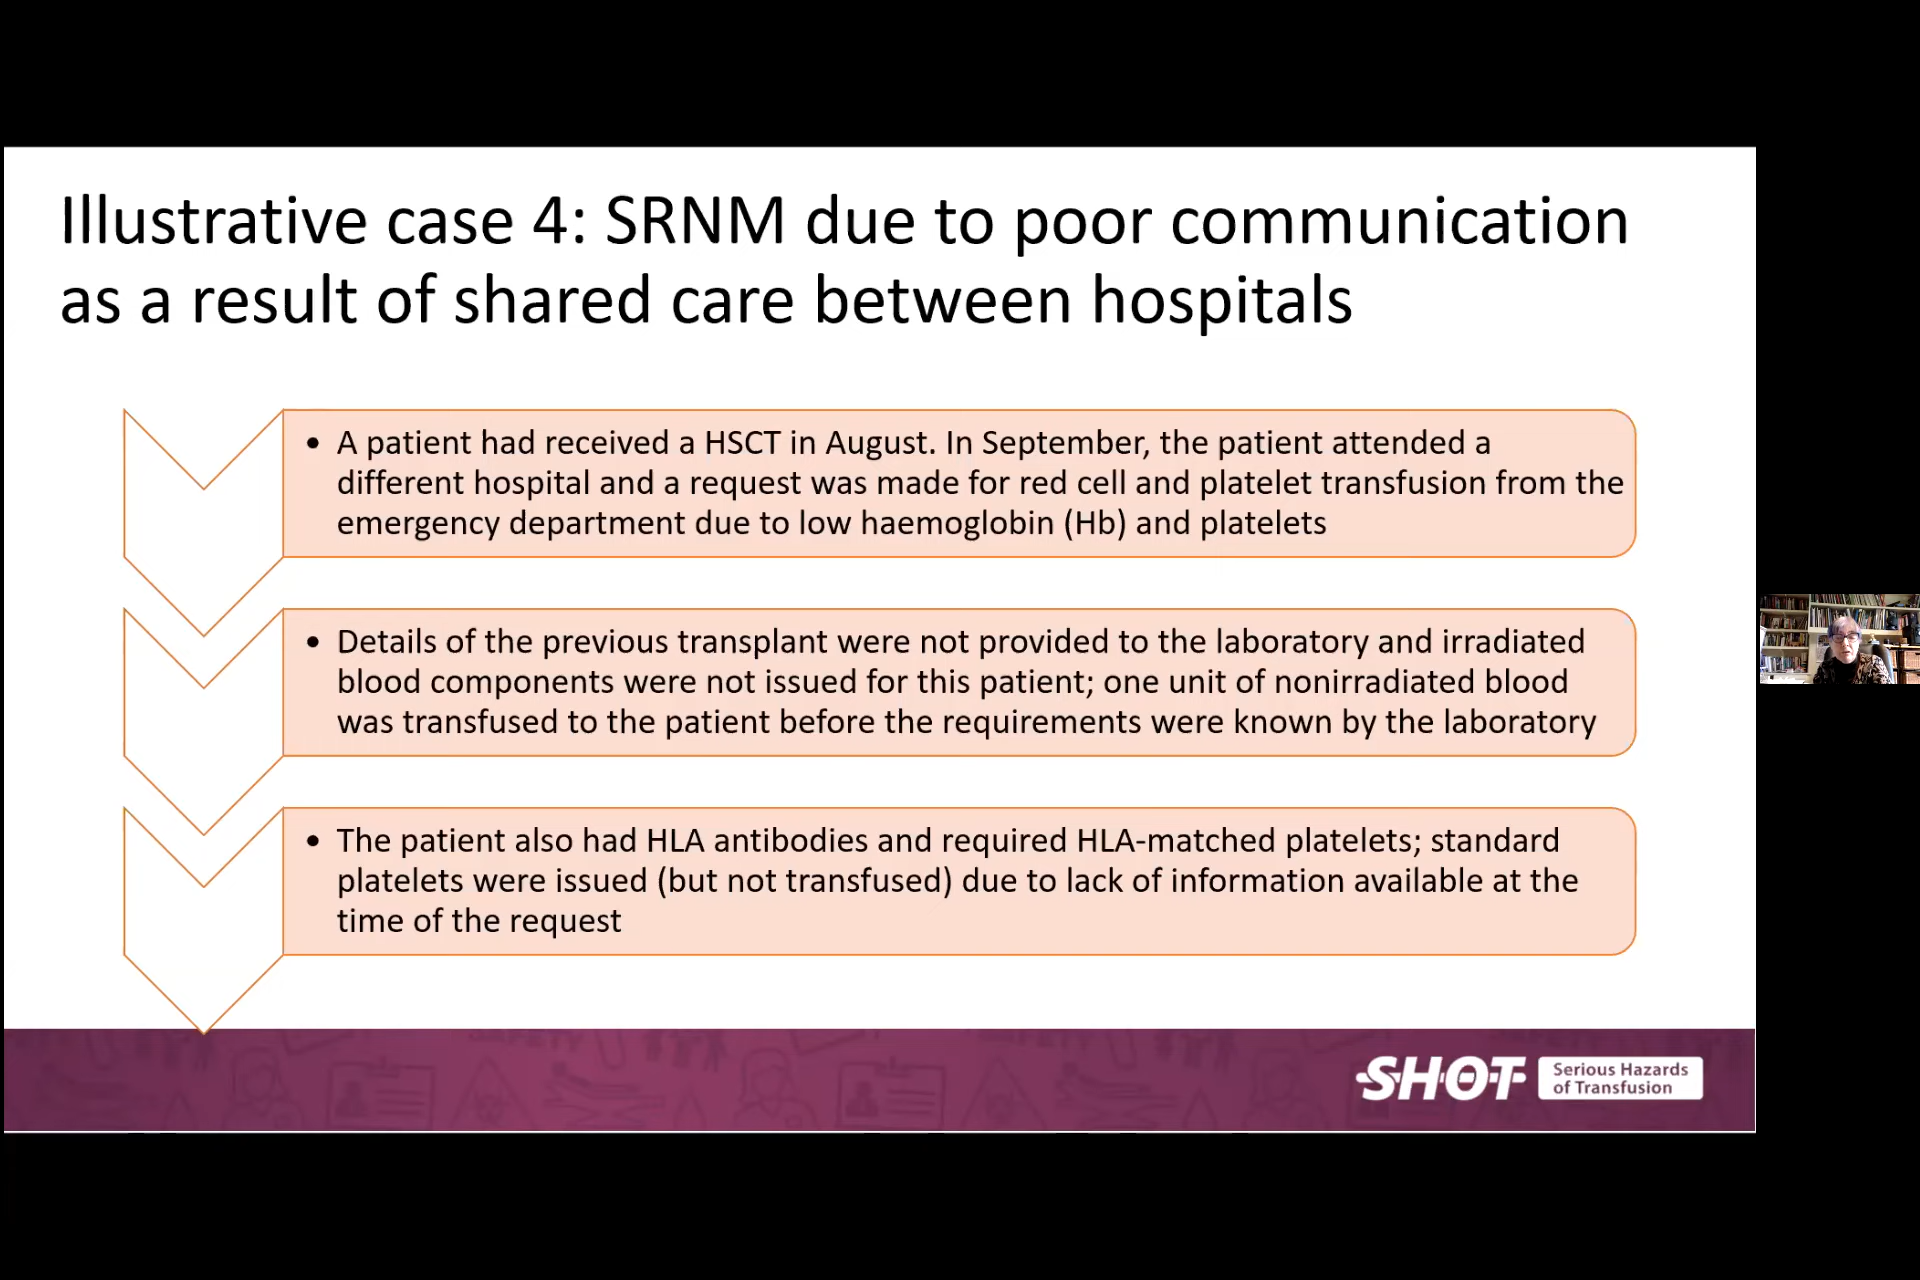 Illustrative case 4: SRNM due to poor communication
as a result of shared care between hospitals
• A patient had received a HSCT in August. In September, the patient attended a
different hospital and a request was made for red cell and platelet transfusion from the
emergency department due to low haemoglobin (Hb) and platelets
• Details of the previous transplant were not provided to the laboratory and irradiated
blood components were not issued for this patient; one unit of nonirradiated blood
was transfused to the patient before the requirements were known by the laboratory
• The patient also had HLA antibodies and required HLA-matched platelets; standard
platelets were issued (but not transfused) due to lack of information available at the
time of the request
SHOT
Serious Hazards
of Transfusion